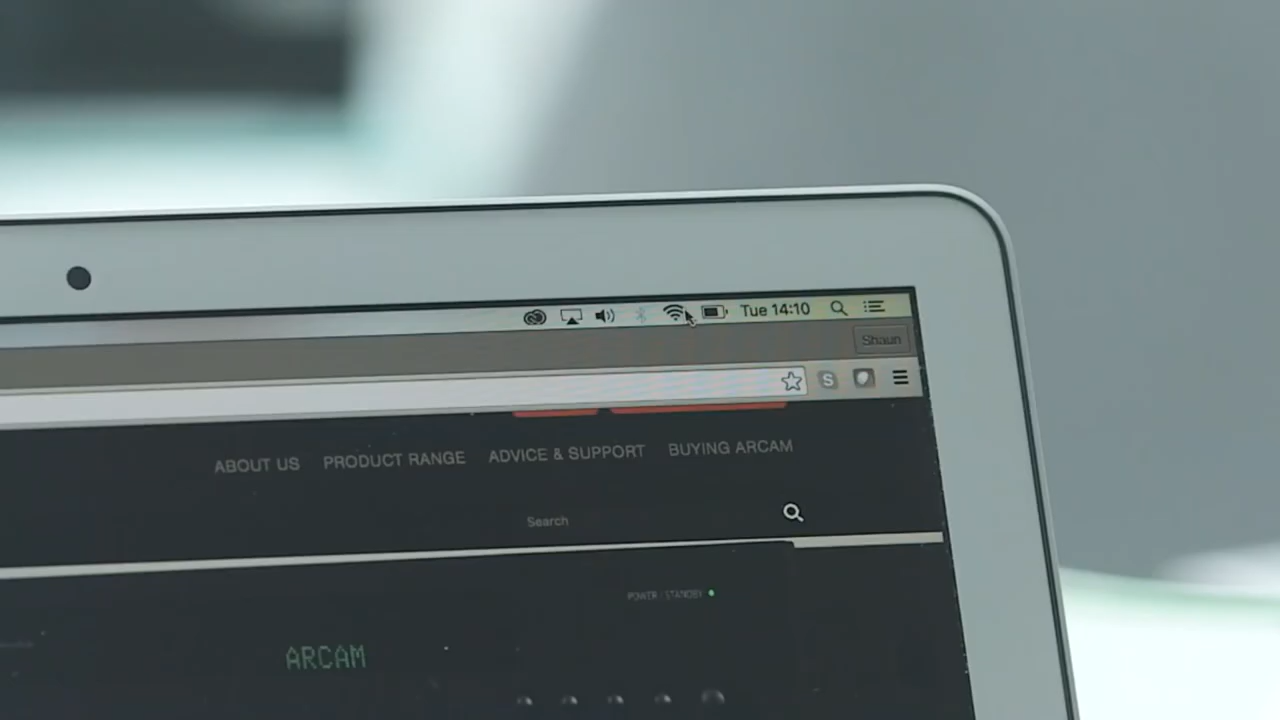 Tue 14:10
Shaun
ABOUT US PRODUCT RANGE ADVICE & SUPPORT BUYING ARCAM
Search
POWER / STANDBY
ARCAM